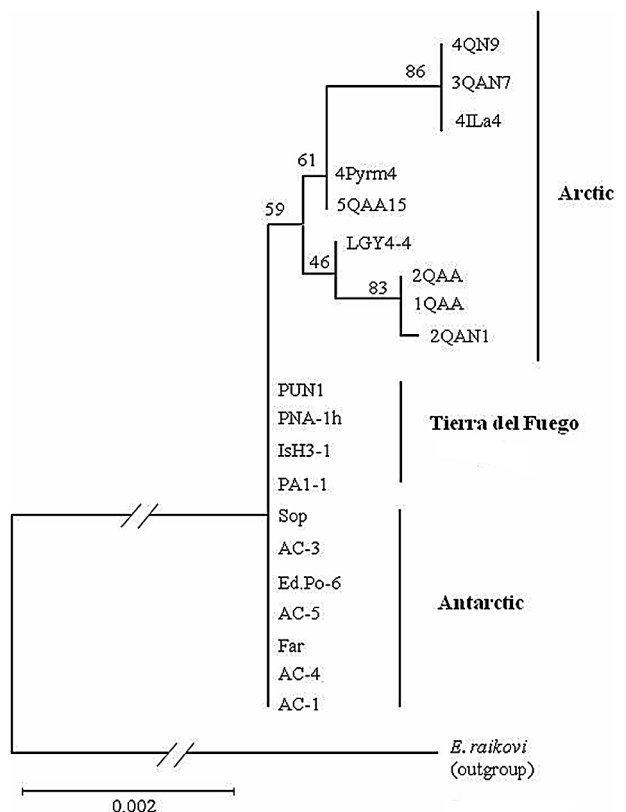 4QN9
86
3QAN7
4ILa4
61
4Pyrm4
Arctic
5QAA15
59
LGY4-4
46
2QAA
83
1QAA
2QAN1
PUN1
PNA-1h
Tierra del Fuego
IsH3-1
PA1-1
Sop
AC-3
Ed.Po-6
Antarctic
AC-5
Far
AC-4
AC-1
E. raikovi
(outgroup)
0.002